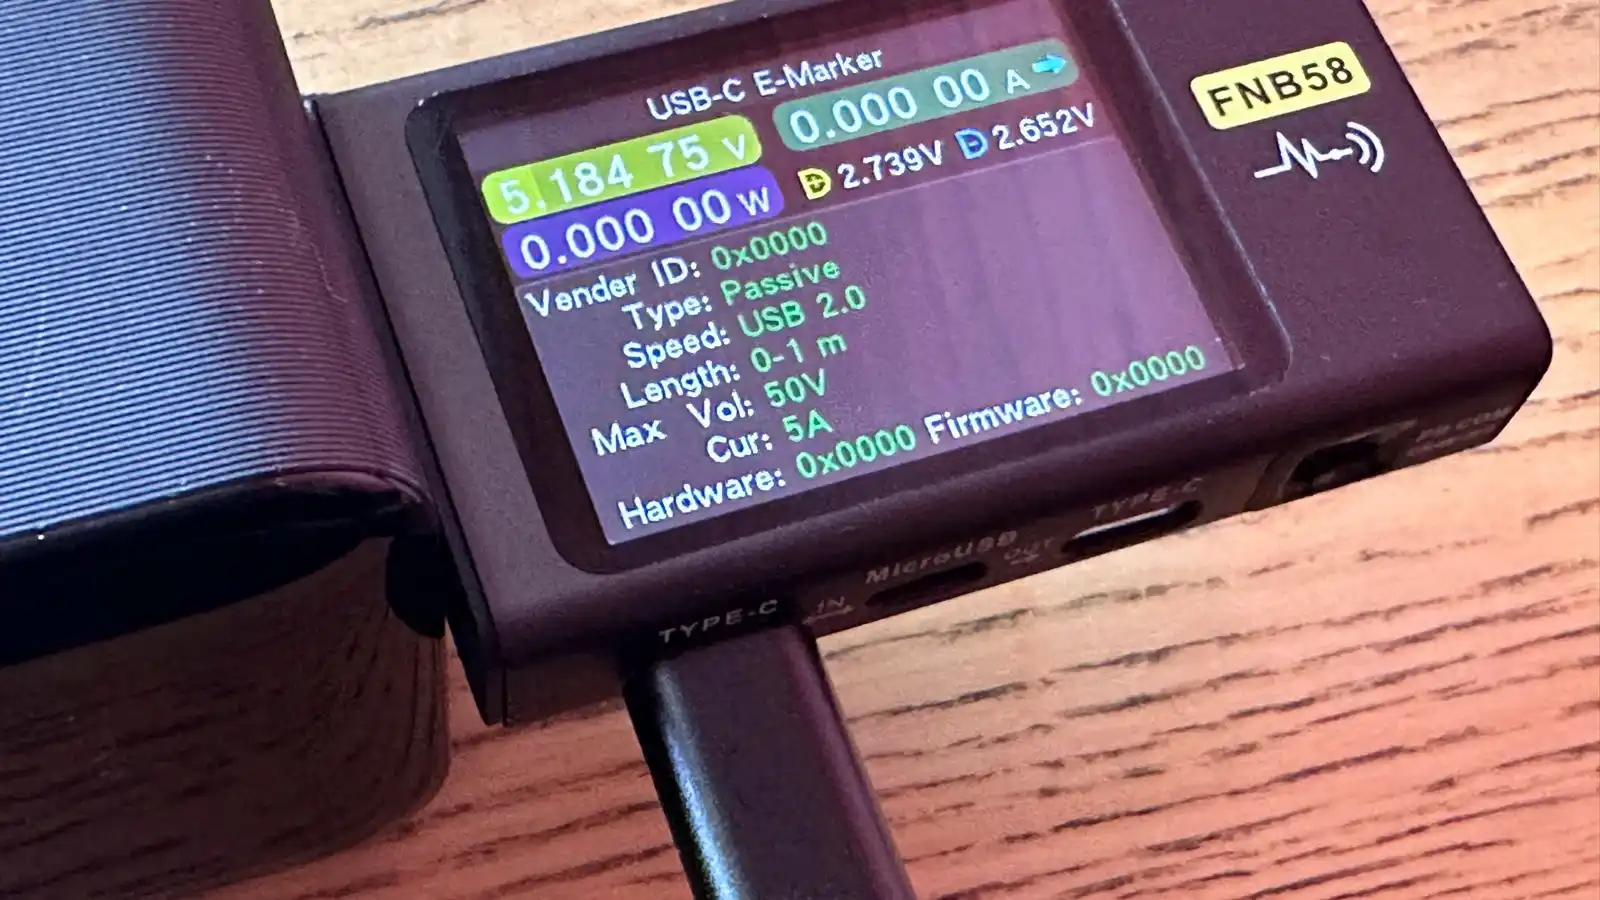 USB-C E-Marker
5.184 75 V
0.000 00 A
0.000 00 W
D- 2.739V D+ 2.652V
Vender ID: 0x0000
Type: Passive
Speed: USB 2.0
Length: 0-1 m
Max Vol: 50V
Cur: 5A
Hardware: 0x0000 Firmware: 0x0000
FNB58
TYPE-C
IN
MicroUSB
OUT
TYPE-C